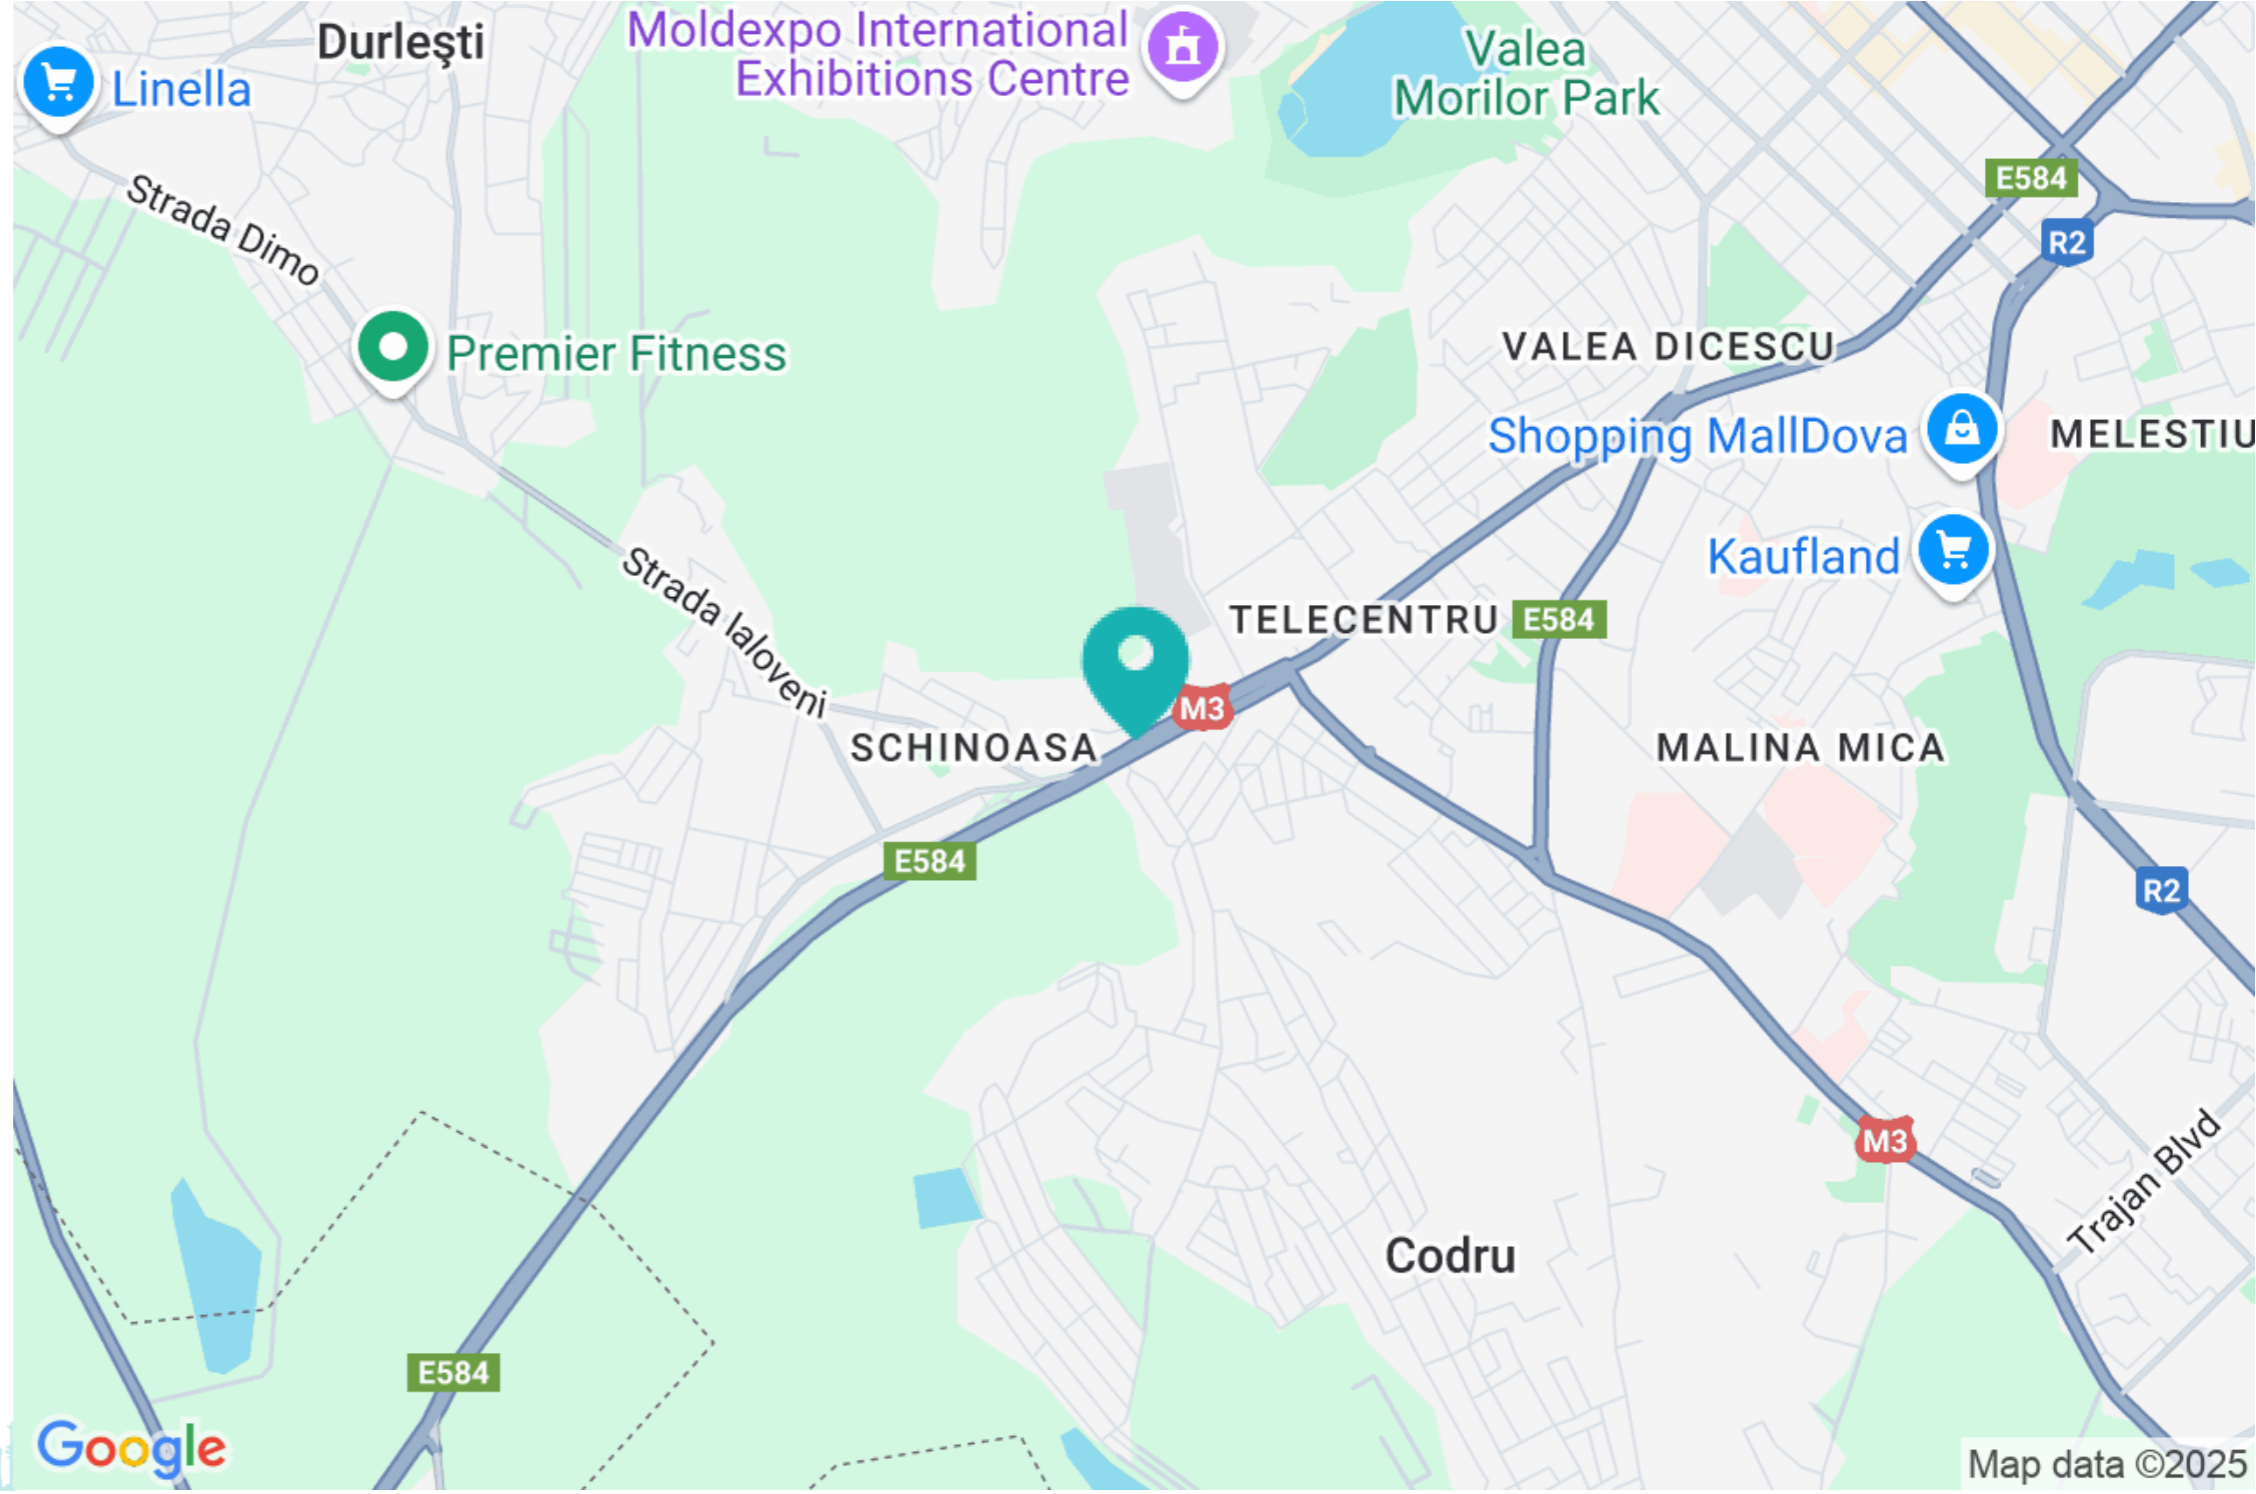 Moldexpo International
Exhibitions Centre
Durleşti
Valea
Morilor Park
Linella
E584
Strada Dimo
R2
VALEA DICESCU
Premier Fitness
Shopping MallDova
MELESTIU
Kaufland
Strada Ialoveni
TELECENTRU
E584
M3
SCHINOASA
MALINA MICA
E584
R2
M3
Trajan Blvd
Codru
E584
Google
Map data ©2025